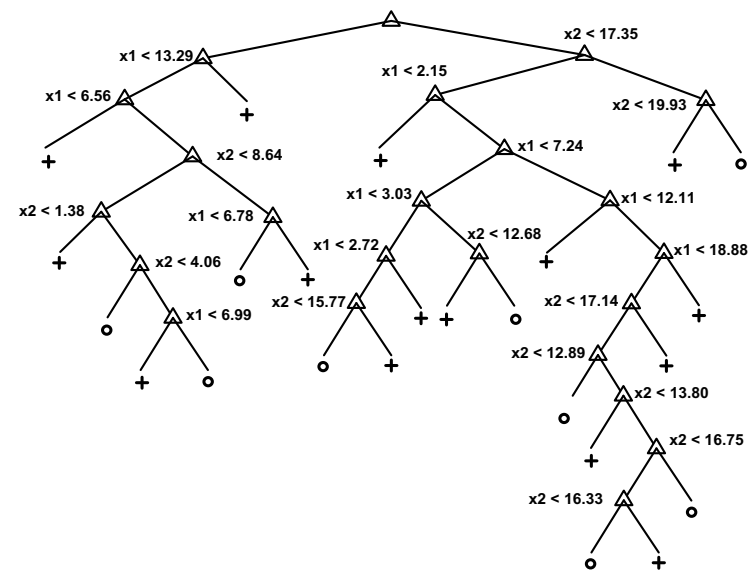 x2 < 17.35
x1 < 13.29
x1 < 2.15
x1 < 6.56
x2 < 19.93
x2 < 8.64
x1 < 7.24
x2 < 1.38
x1 < 6.78
x1 < 3.03
x1 < 12.11
x2 < 4.06
x1 < 2.72
x2 < 12.68
x1 < 18.88
x1 < 6.99
x2 < 15.77
x2 < 17.14
x2 < 12.89
x2 < 13.80
x2 < 16.75
x2 < 16.33